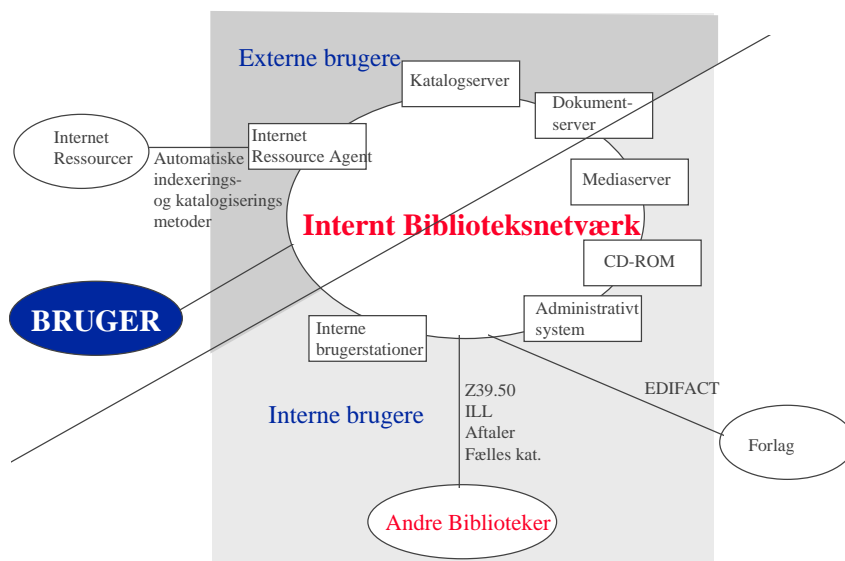 Externe brugere
Katalogserver
Dokument-
server
Internet
Ressourcer
Internet
Ressource Agent
Automatiske
indexerings-
og katalogiserings
metoder
Mediaserver
Internt Biblioteksnetværk
CD-ROM
BRUGER
Interne
brugerstationer
Administrativt
system
Interne brugere
Z39.50
ILL
Aftaler
Fælles kat.
EDIFACT
Forlag
Andre Biblioteker